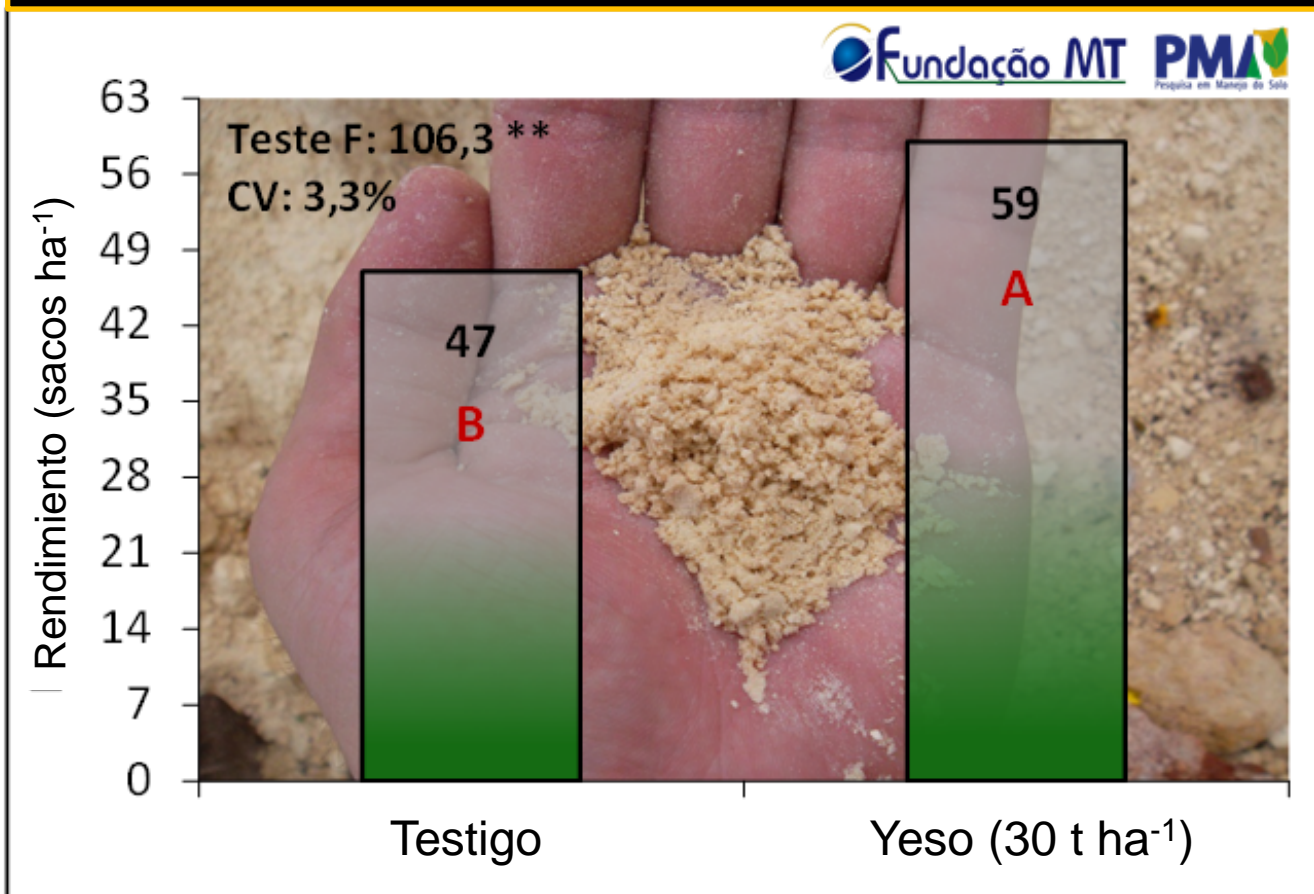 Fundação MT
PMA
Pesquisa em Manejo do Solo
Rendimiento (sacos ha-1)
63
56
49
42
35
28
21
14
7
0
Teste F: 106,3 **
CV: 3,3%
47
B
59
A
Testigo
Yeso (30 t ha-1)